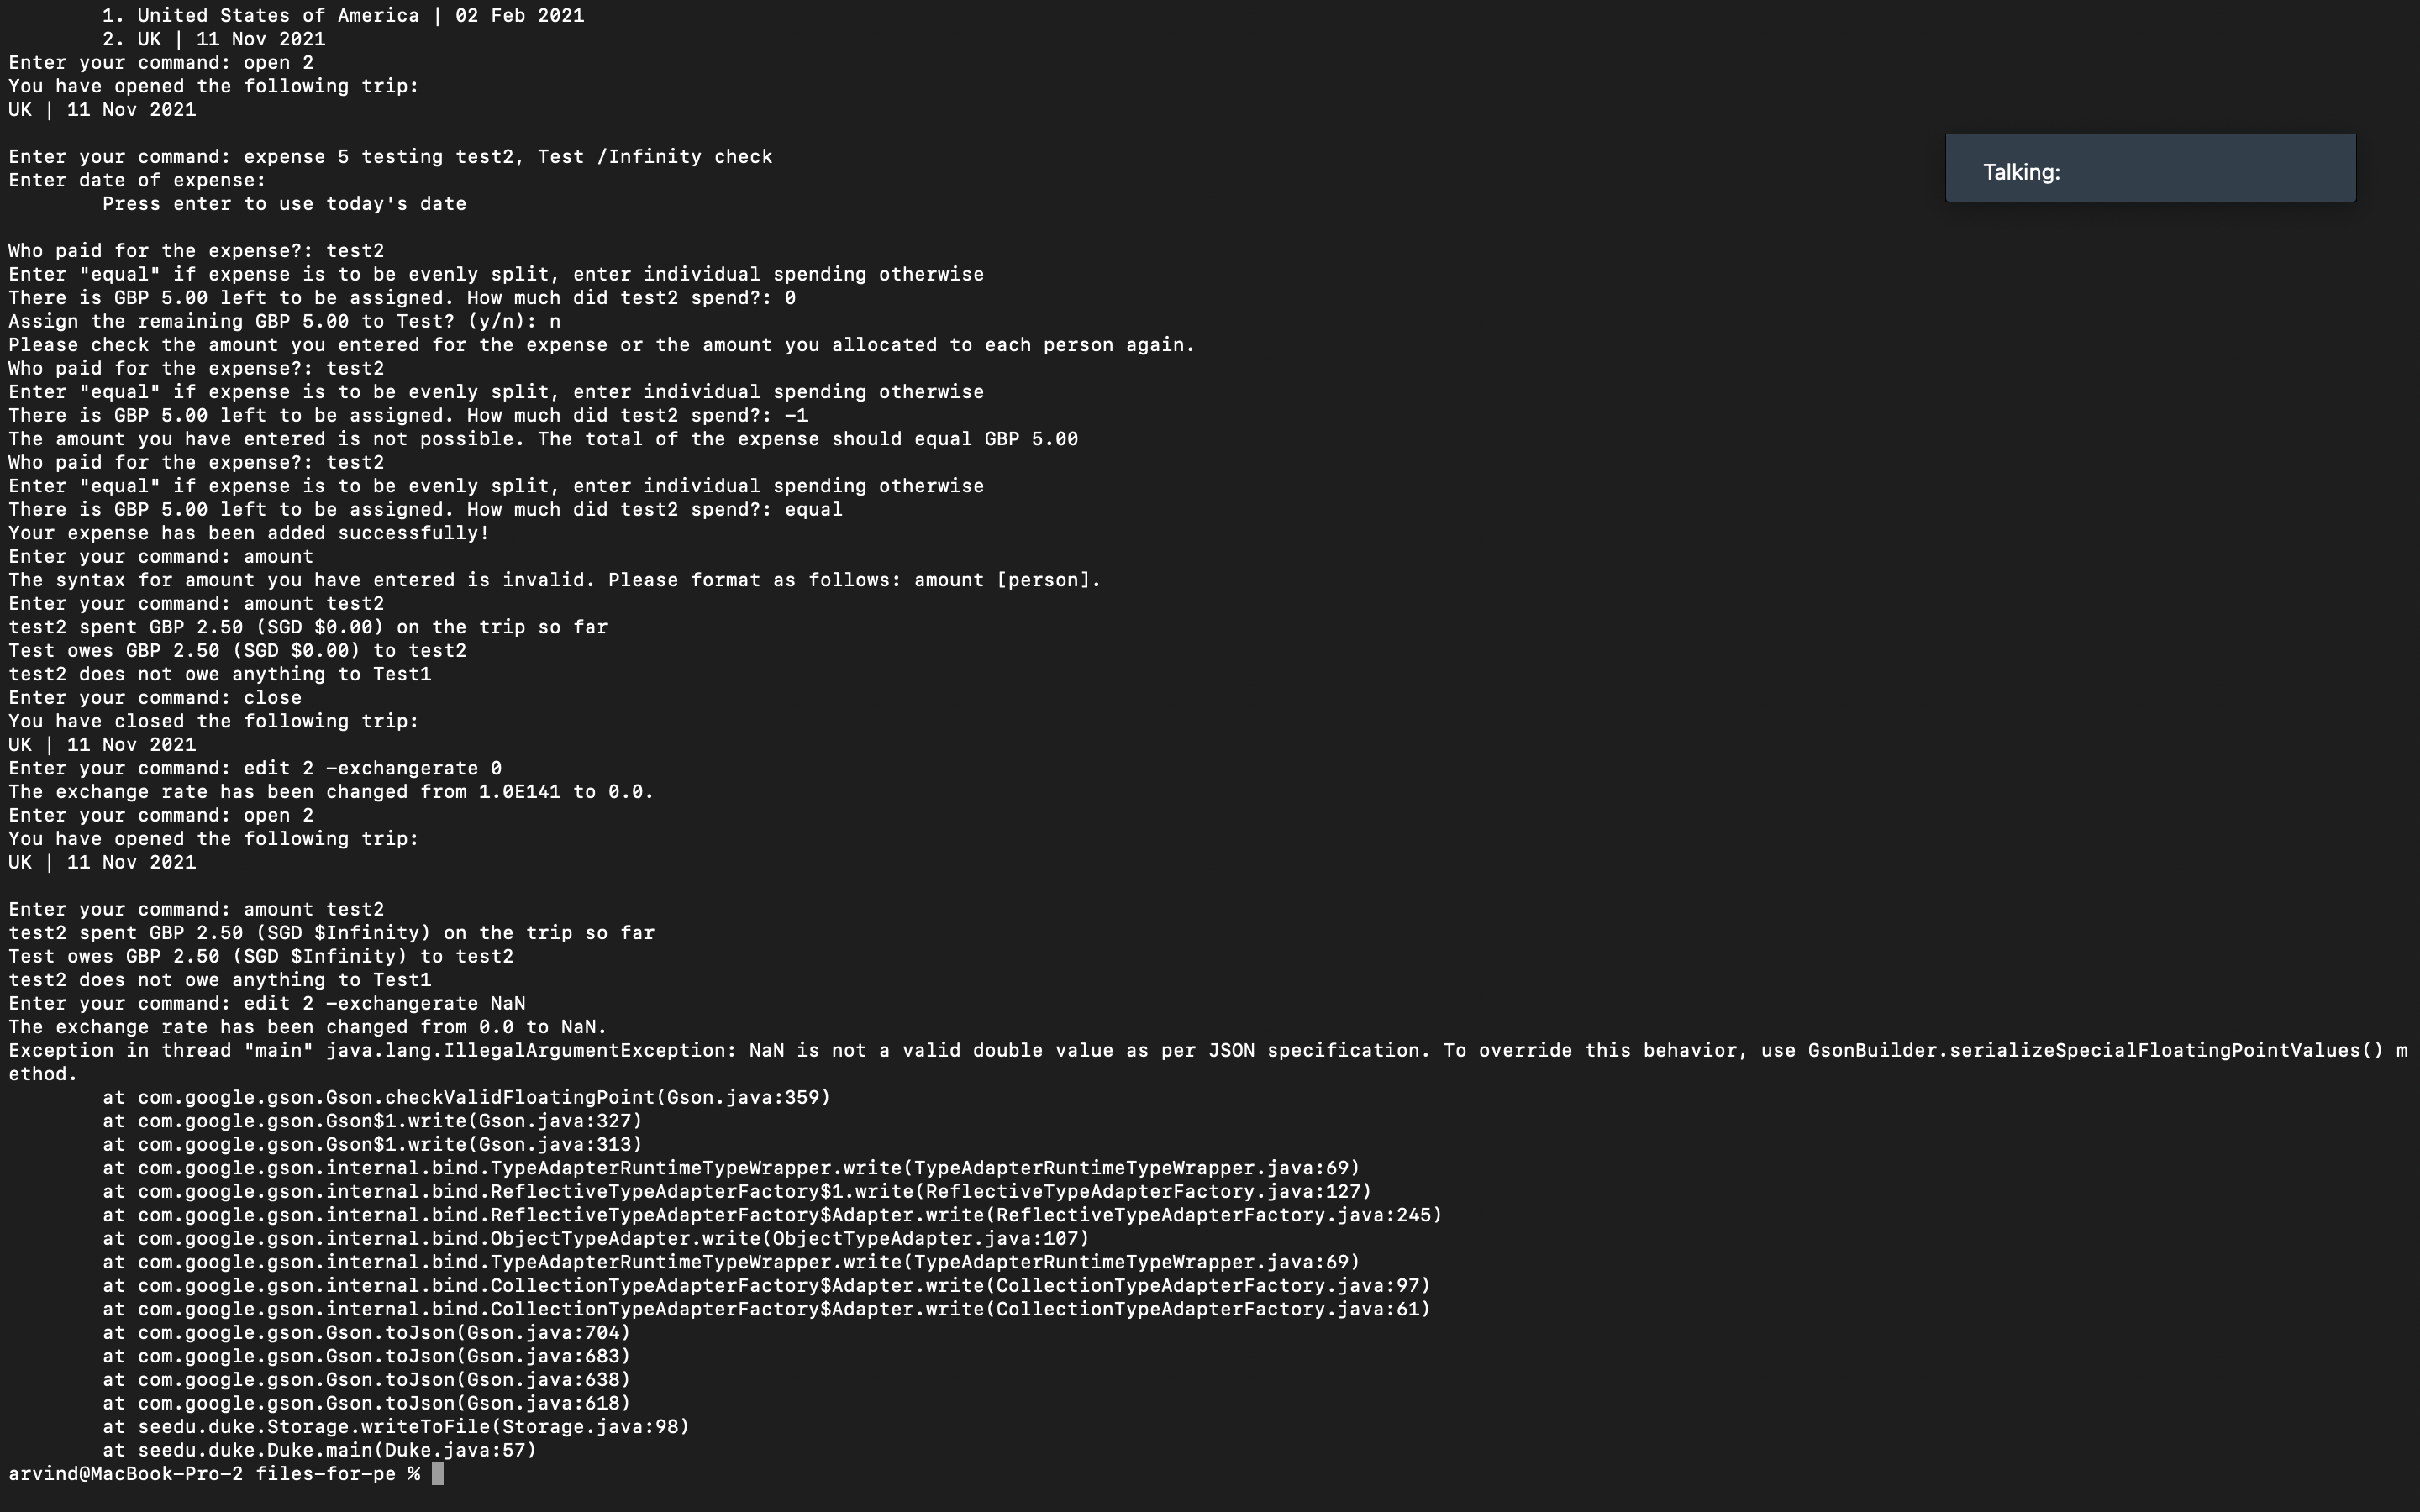 1. United States of America | 02 Feb 2021
2. UK | 11 Nov 2021
Enter your command: open 2
You have opened the following trip:
UK | 11 Nov 2021
Enter your command: expense 5 testing test2, Test /Infinity check
Enter date of expense:
Press enter to use today's date
Talking:
Who paid for the expense?: test2
Enter "equal" if expense is to be evenly split, enter individual spending otherwise
There is GBP 5.00 left to be assigned. How much did test2 spend?: 0
Assign the remaining GBP 5.00 to Test? (y/n): n
Please check the amount you entered for the expense or the amount you allocated to each person again.
Who paid for the expense?: test2
Enter "equal" if expense is to be evenly split, enter individual spending otherwise
There is GBP 5.00 left to be assigned. How much did test2 spend?: -1
The amount you have entered is not possible. The total of the expense should equal GBP 5.00
Who paid for the expense?: test2
Enter "equal" if expense is to be evenly split, enter individual spending otherwise
There is GBP 5.00 left to be assigned. How much did test2 spend?: equal
Your expense has been added successfully!
Enter your command: amount
The syntax for amount you have entered is invalid. Please format as follows: amount [person].
Enter your command: amount test2
test2 spent GBP 2.50 (SGD $0.00) on the trip so far
Test owes GBP 2.50 (SGD $0.00) to test2
test2 does not owe anything to Test1
Enter your command: close
You have closed the following trip:
UK | 11 Nov 2021
Enter your command: edit 2 -exchangerate 0
The exchange rate has been changed from 1.0E141 to 0.0.
Enter your command: open 2
You have opened the following trip:
UK | 11 Nov 2021
Enter your command: amount test2
test2 spent GBP 2.50 (SGD $Infinity) on the trip so far
Test owes GBP 2.50 (SGD $Infinity) to test2
test2 does not owe anything to Test1
Enter your command: edit 2 -exchangerate NaN
The exchange rate has been changed from 0.0 to NaN.
Exception in thread "main" java.lang.IllegalArgumentException: NaN is not a valid double value as per JSON specification. To override this behavior, use GsonBuilder.serializeSpecialFloatingPointValues() m
ethod.
at com.google.gson.Gson.checkValidFloatingPoint(Gson.java:359)
at com.google.gson.Gson$1.write(Gson.java:327)
at com.google.gson.Gson$1.write(Gson.java:313)
at com.google.gson.internal.bind.TypeAdapterRuntimeTypeWrapper.write(TypeAdapterRuntimeTypeWrapper.java:69)
at com.google.gson.internal.bind.ReflectiveTypeAdapterFactory$1.write(ReflectiveTypeAdapterFactory.java:127)
at com.google.gson.internal.bind.ReflectiveTypeAdapterFactory$Adapter.write(ReflectiveTypeAdapterFactory.java:245)
at com.google.gson.internal.bind.ObjectTypeAdapter.write(ObjectTypeAdapter.java:107)
at com.google.gson.internal.bind.TypeAdapterRuntimeTypeWrapper.write(TypeAdapterRuntimeTypeWrapper.java:69)
at com.google.gson.internal.bind.CollectionTypeAdapterFactory$Adapter.write(CollectionTypeAdapterFactory.java:97)
at com.google.gson.internal.bind.CollectionTypeAdapterFactory$Adapter.write(CollectionTypeAdapterFactory.java:61)
at com.google.gson.Gson.toJson(Gson.java:704)
at com.google.gson.Gson.toJson(Gson.java:683)
at com.google.gson.Gson.toJson(Gson.java:638)
at com.google.gson.Gson.toJson(Gson.java:618)
at seedu.duke.Storage.writeToFile(Storage.java:98)
at seedu.duke.Duke.main(Duke.java:57)
arvind@MacBook-Pro-2 files-for-pe %